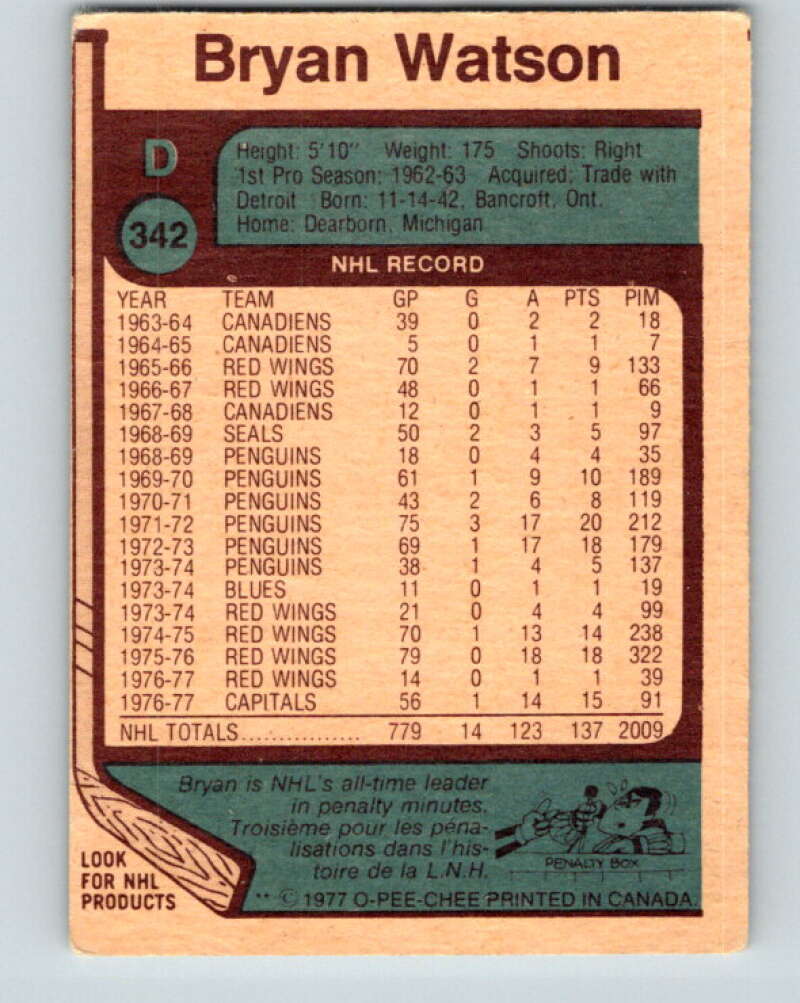 Bryan Watson
D
342
Height: 5'10" Weight: 175 Shoots: Right
1st Pro Season: 1962-63 Acquired: Trade with
Detroit Born: 11-14-42, Bancroft, Ont.
Home: Dearborn, Michigan
NHL RECORD
YEAR TEAM GP G A PTS PIM
1963-64 CANADIENS 39 0 2 2 18
1964-65 CANADIENS 5 0 1 1 7
1965-66 RED WINGS 70 2 7 9 133
1966-67 RED WINGS 48 0 1 1 66
1967-68 CANADIENS 12 0 1 1 9
1968-69 SEALS 50 2 3 5 97
1968-69 PENGUINS 18 0 4 4 35
1969-70 PENGUINS 61 1 9 10 189
1970-71 PENGUINS 43 2 6 8 119
1971-72 PENGUINS 75 3 17 20 212
1972-73 PENGUINS 69 1 17 18 179
1973-74 PENGUINS 38 1 4 5 137
1973-74 BLUES 11 0 1 1 19
1973-74 RED WINGS 21 0 4 4 99
1974-75 RED WINGS 70 1 13 14 238
1975-76 RED WINGS 79 0 18 18 322
1976-77 RED WINGS 14 0 1 1 39
1976-77 CAPITALS 56 1 14 15 91
NHL TOTALS................ 779 14 123 137 2009
Bryan is NHL's all-time leader
in penalty minutes.
Troisième pour les péna-
lisations dans l'his-
toire de la L.N.H.
PENALTY BOX
LOOK
FOR NHL
PRODUCTS
** © 1977 O-PEE-CHEE PRINTED IN CANADA